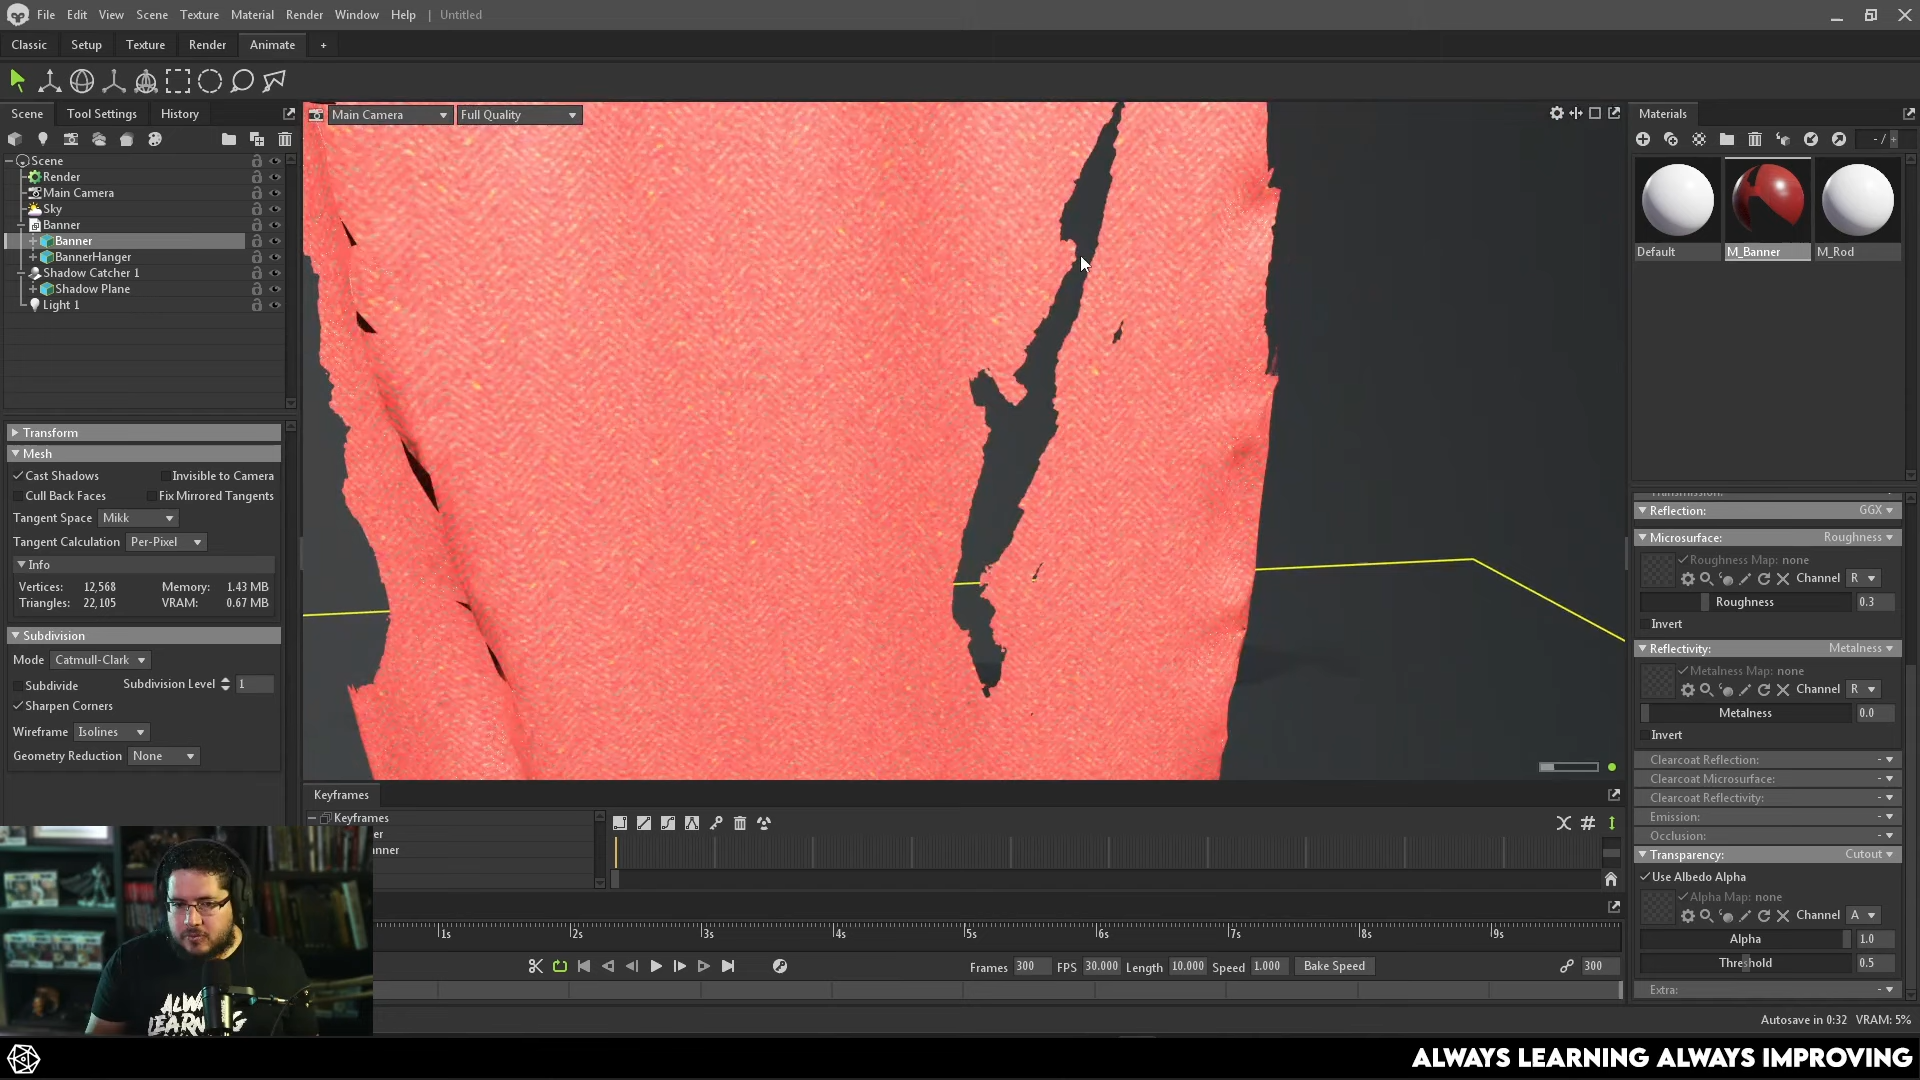 File Edit View Scene Texture Material Render Window Help | Untitled
Classic Setup Texture Render Animate +
Scene Tool Settings History
Main Camera Full Quality
Materials
- /
Scene
Render
Main Camera
Sky
Banner
Banner
BannerHanger
Shadow Catcher 1
Shadow Plane
Light 1
Default M_Banner M_Rod
Transform
Mesh
Cast Shadows Invisible to Camera
Cull Back Faces Fix Mirrored Tangents
Tangent Space Mikk
Tangent Calculation Per-Pixel
Info
Vertices: 12,568 Memory: 1.43 MB
Triangles: 22,105 VRAM: 0.67 MB
Subdivision
Mode Catmull-Clark
Subdivide Subdivision Level 1
Sharpen Corners
Wireframe Isolines
Geometry Reduction None
Transmission:
Reflection: GGX
Microsurface: Roughness
Roughness Map: none
Channel R
Roughness 0.3
Invert
Reflectivity: Metalness
Metalness Map: none
Channel R
Metalness 0.0
Invert
Clearcoat Reflection: -
Clearcoat Microsurface: -
Clearcoat Reflectivity: -
Emission: -
Occlusion: -
Transparency: Cutout
Use Albedo Alpha
Alpha Map: none
Channel A
Alpha 1.0
Threshold 0.5
Extra: -
Keyframes
Keyframes
er
anner
1s 2s 3s 4s 5s 6s 7s 8s 9s
Frames 300 FPS 30.000 Length 10.000 Speed 1.000 Bake Speed 300
Autosave in 0:32 VRAM: 5%
ALWAYS LEARNING ALWAYS IMPROVING